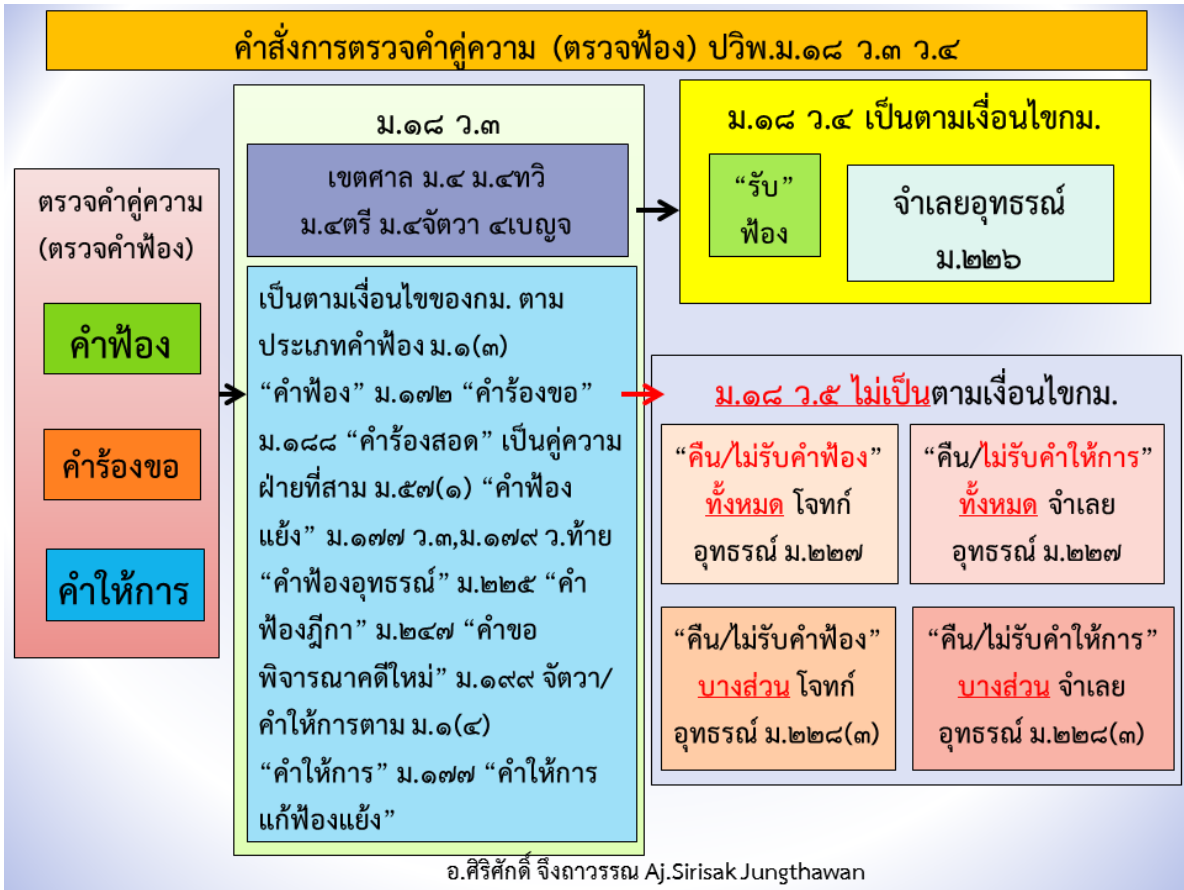 คำสั่งการตรวจคำคู่ความ (ตรวจฟ้อง) ปวิพ.ม.๑๘ ว.๓ ว.๔
ตรวจคำคู่ความ
(ตรวจคำฟ้อง)
คำฟ้อง
คำร้องขอ
คำให้การ
ม.๑๘ ว.๓
เขตศาล ม.๔ ม.๔ทวิ
ม.๔ตรี ม.๔จัตวา ๔เบญจ
เป็นตามเงื่อนไขของกม. ตาม
ประเภทคำฟ้อง ม.๑(๓)
“คำฟ้อง” ม.๑๗๒ “คำร้องขอ”
ม.๑๘๘ “คำร้องสอด” เป็นคู่ความ
ฝ่ายที่สาม ม.๕๗(๑) “คำฟ้อง
แย้ง” ม.๑๗๗ ว.๓,ม.๑๗๙ ว.ท้าย
“คำฟ้องอุทธรณ์” ม.๒๒๕ “คำ
ฟ้องฎีกา” ม.๒๔๗ “คำขอ
พิจารณาคดีใหม่” ม.๑๙๙ จัตวา/
คำให้การตาม ม.๑(๔)
“คำให้การ” ม.๑๗๗ “คำให้การ
แก้ฟ้องแย้ง”
ม.๑๘ ว.๔ เป็นตามเงื่อนไขกม.
“รับ”
ฟ้อง
จำเลยอุทธรณ์
ม.๒๒๖
ม.๑๘ ว.๕ ไม่เป็นตามเงื่อนไขกม.
“คืน/ไม่รับคำฟ้อง”
ทั้งหมด โจทก์
อุทธรณ์ ม.๒๒๗
“คืน/ไม่รับคำให้การ”
ทั้งหมด จำเลย
อุทธรณ์ ม.๒๒๗
“คืน/ไม่รับคำฟ้อง”
บางส่วน โจทก์
อุทธรณ์ ม.๒๒๘(๓)
“คืน/ไม่รับคำให้การ”
บางส่วน จำเลย
อุทธรณ์ ม.๒๒๘(๓)
อ.ศิริศักดิ์ จึงถาวรรณ Aj.Sirisak Jungthawan